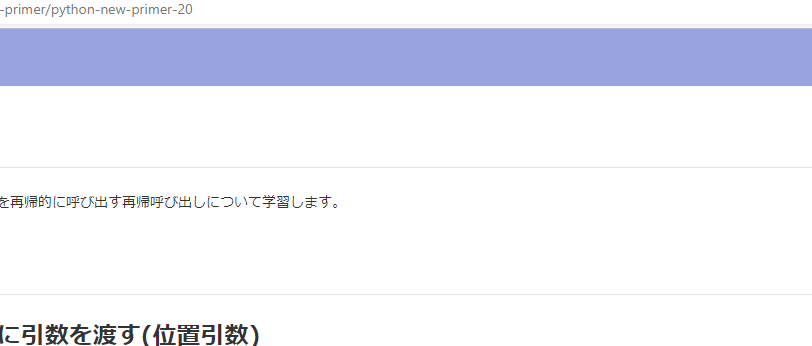 -primer/python-new-primer-20
を再帰的に呼び出す再帰呼び出しについて学習します。
に引数を渡す(位置引数)